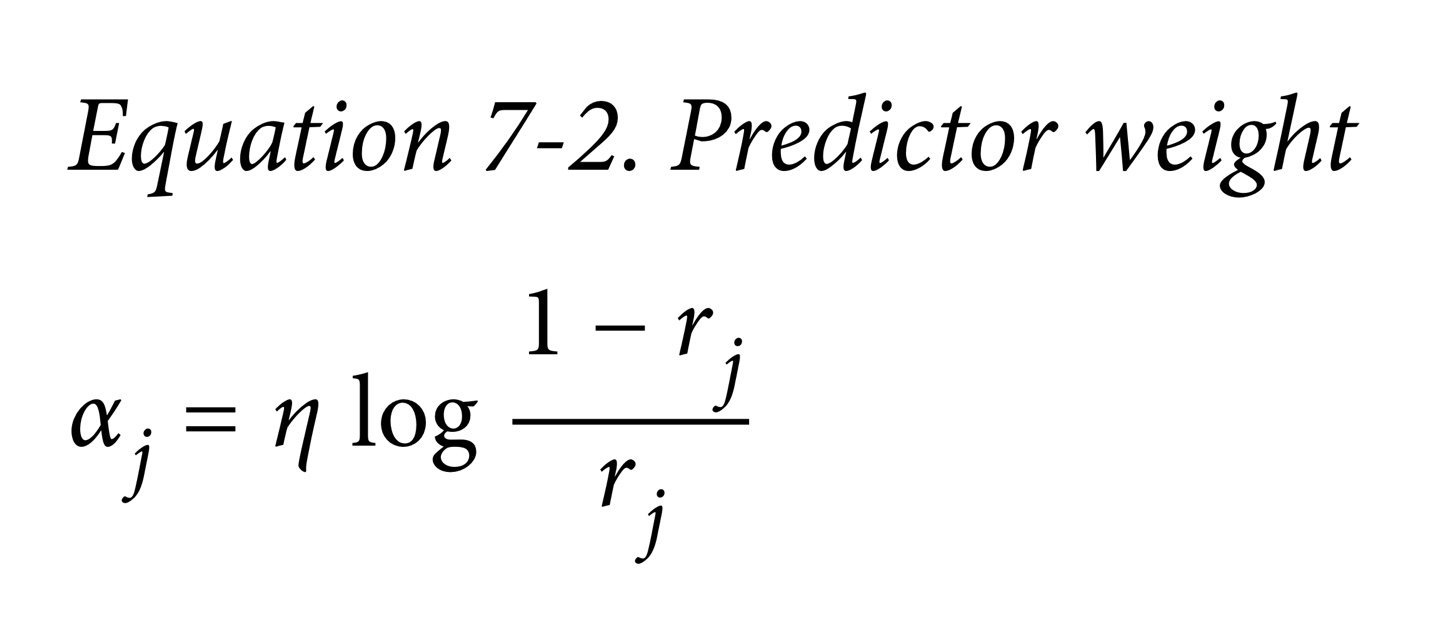 Equation 7-2. Predictor weight
α_j = η log (1 − r_j) / r_j